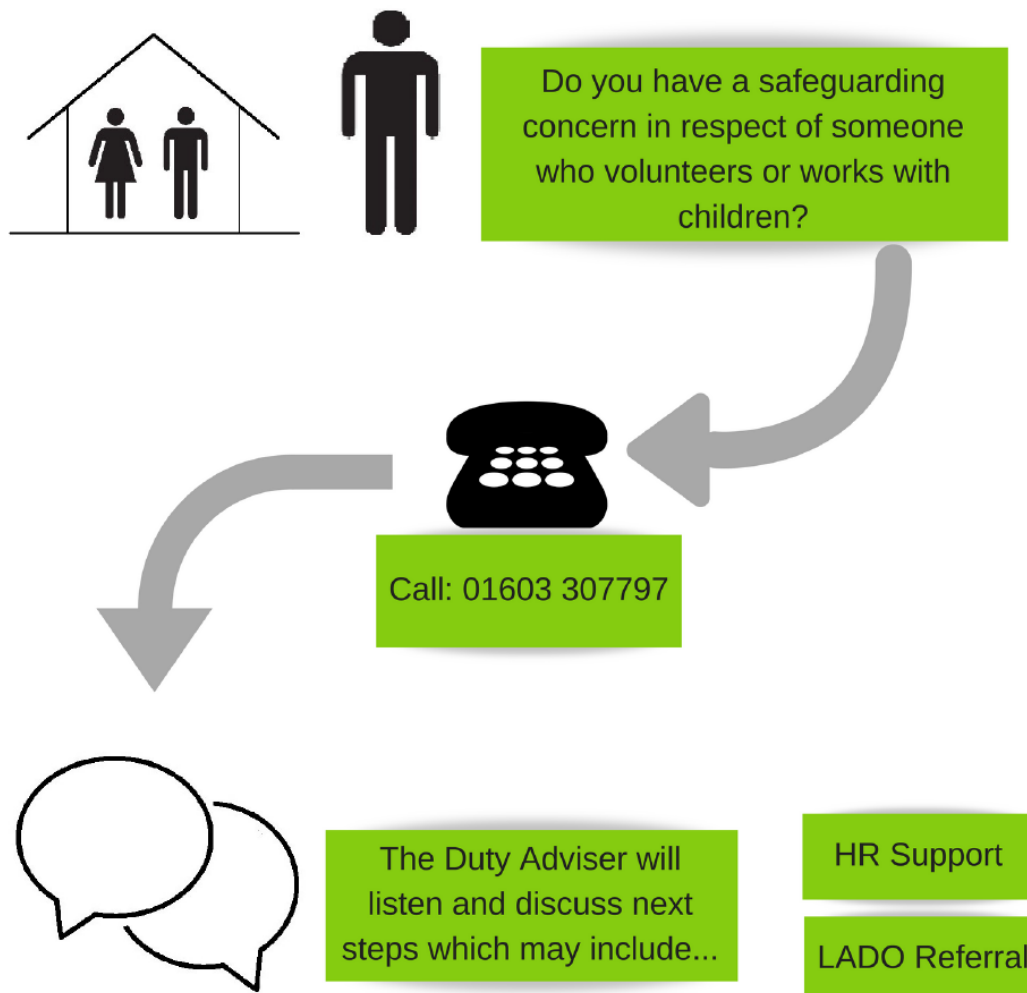 Do you have a safeguarding
concern in respect of someone
who volunteers or works with
children?
Call: 01603 307797
The Duty Adviser will
listen and discuss next
steps which may include...
HR Support
LADO Referral